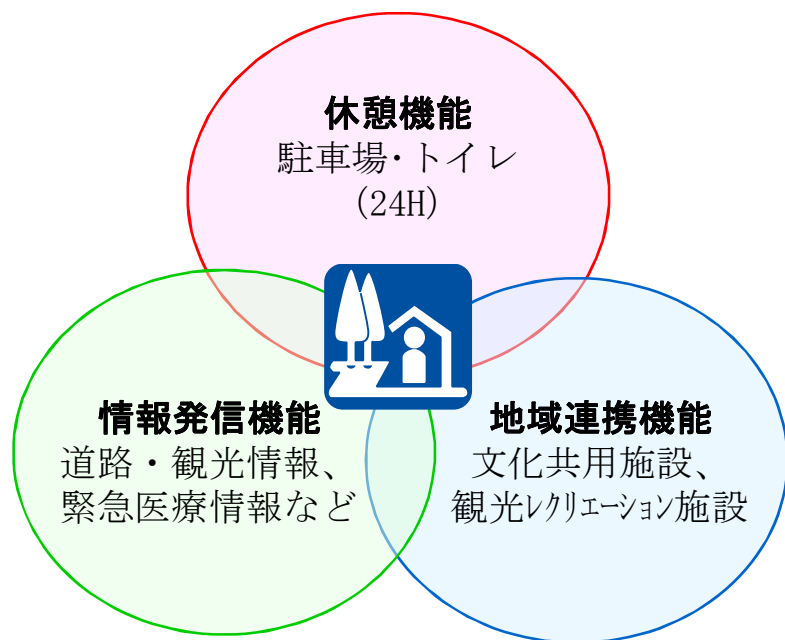 休憩機能
駐車場・トイレ
(24H)
情報発信機能
道路・観光情報、
緊急医療情報など
地域連携機能
文化共用施設、
観光ﾚｸﾘｴｰｼｮﾝ施設